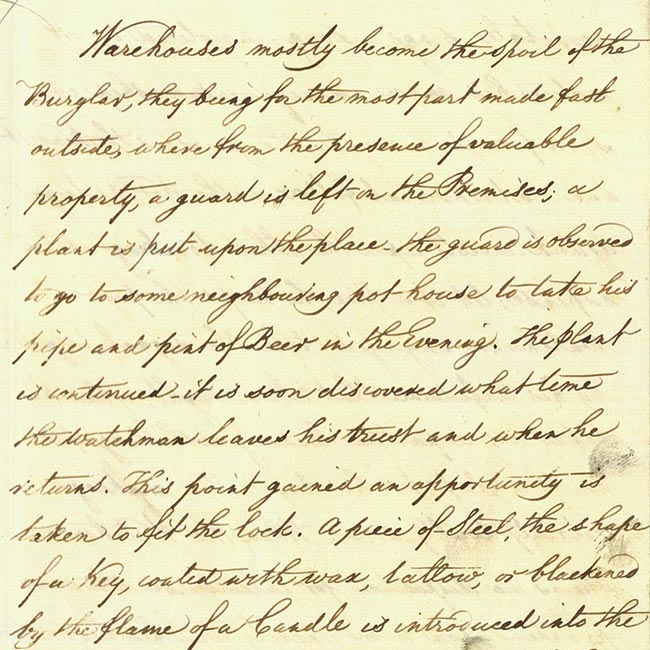 Warehouses mostly become the spoil of the
Burglar, they being for the most part made fast
outside, where from the presence of valuable
property, a guard is left on the Premises; a
plant is put upon the place - the guard is observed
to go to some neighbouring pot-house to take his
pipe and pint of Beer in the Evening. The plant
is continued - it is soon discovered what time
the watchman leaves his trust and when he
returns. This point gained an opportunity is
taken to fit the lock. A piece of Steel, the shape
of a Key, coated with wax, tallow, or blackened
by the flame of a Candle is introduced into the